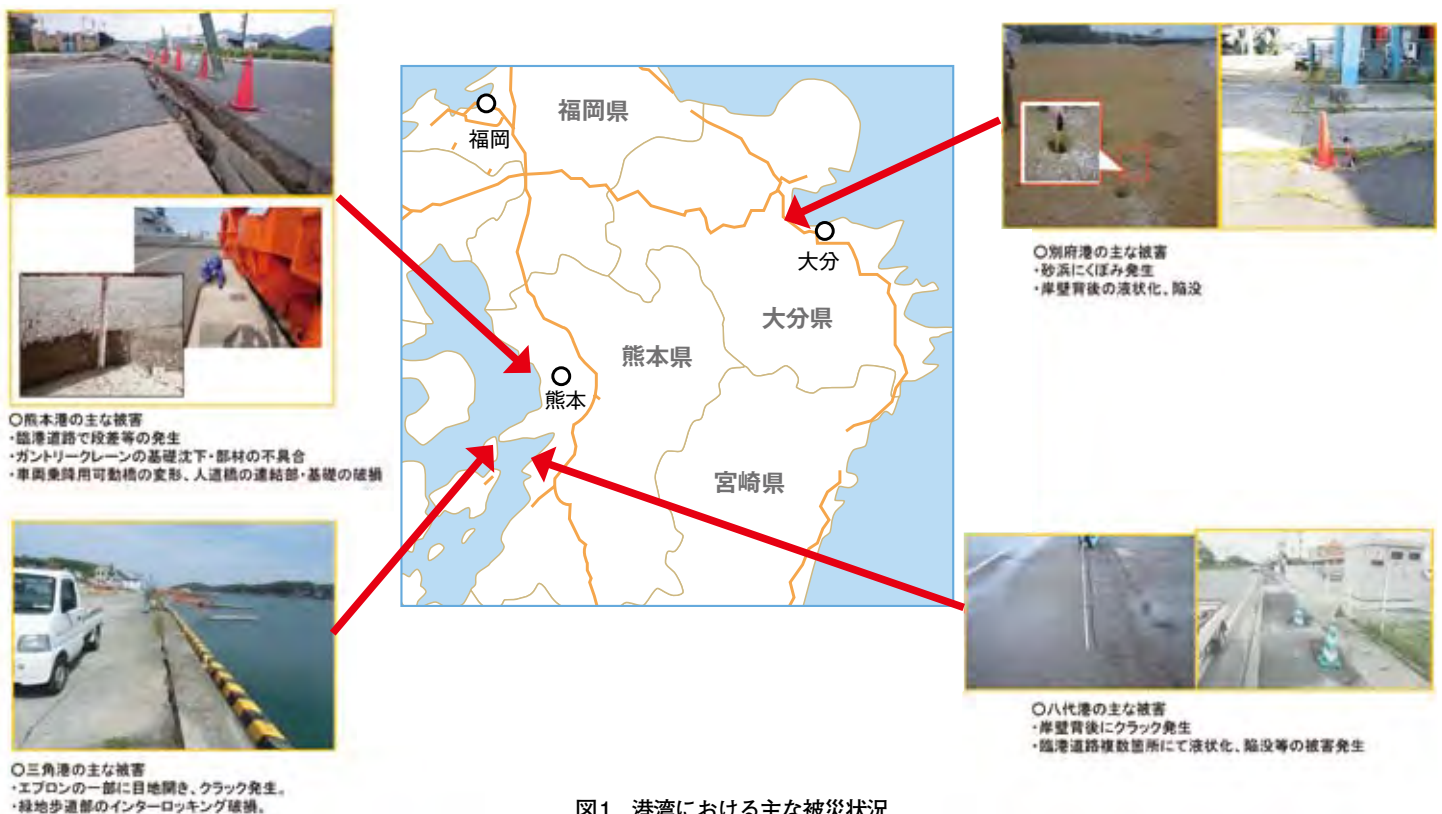 福岡県
福岡
大分
大分県
熊本県
熊本
宮崎県
○熊本港の主な被害
・臨港道路で段差等の発生
・ガントリークレーンの基礎沈下・部材の不具合
・車両乗降用可動橋の変形、人道橋の連結部・基礎の破損
○三角港の主な被害
・エプロンの一部に目地開き、クラック発生。
・緑地歩道部のインターロッキング破損。
○別府港の主な被害
・砂浜にくぼみ発生
・岸壁背後の液状化、陥没
○八代港の主な被害
・岸壁背後にクラック発生
・臨港道路複数箇所にて液状化、陥没等の被害発生
図1 港湾における主な被災状況